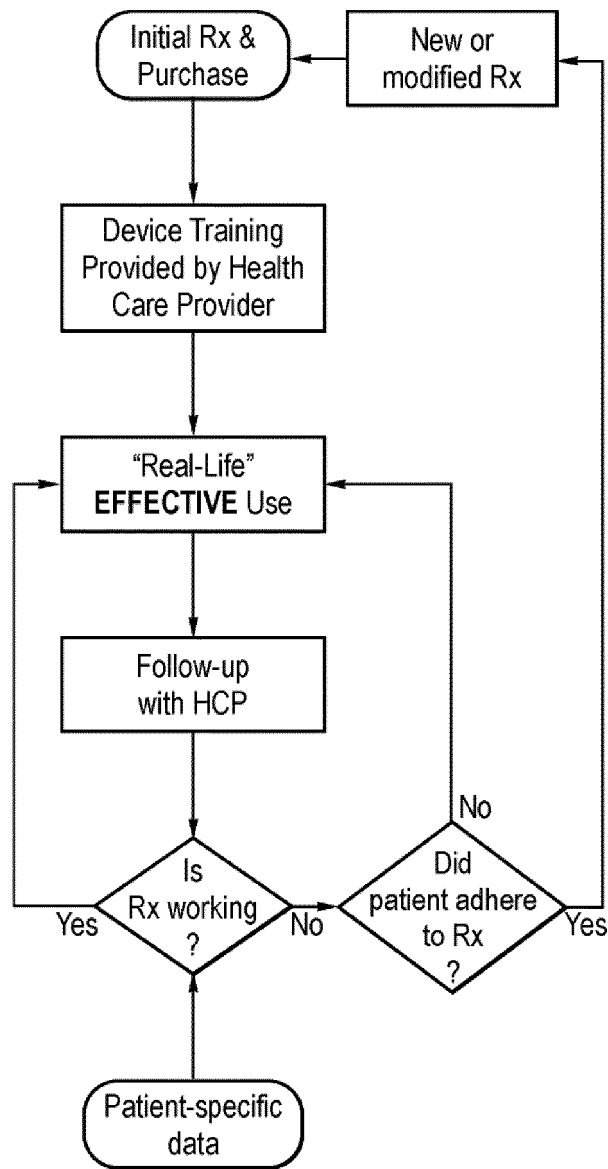 Initial Rx &
Purchase
New or
modified Rx
Device Training
Provided by Health
Care Provider
“Real-Life”
EFFECTIVE Use
Follow-up
with HCP
Is
Rx working
?
Yes
No
Did
patient adhere
to Rx
?
No
Yes
Patient-specific
data